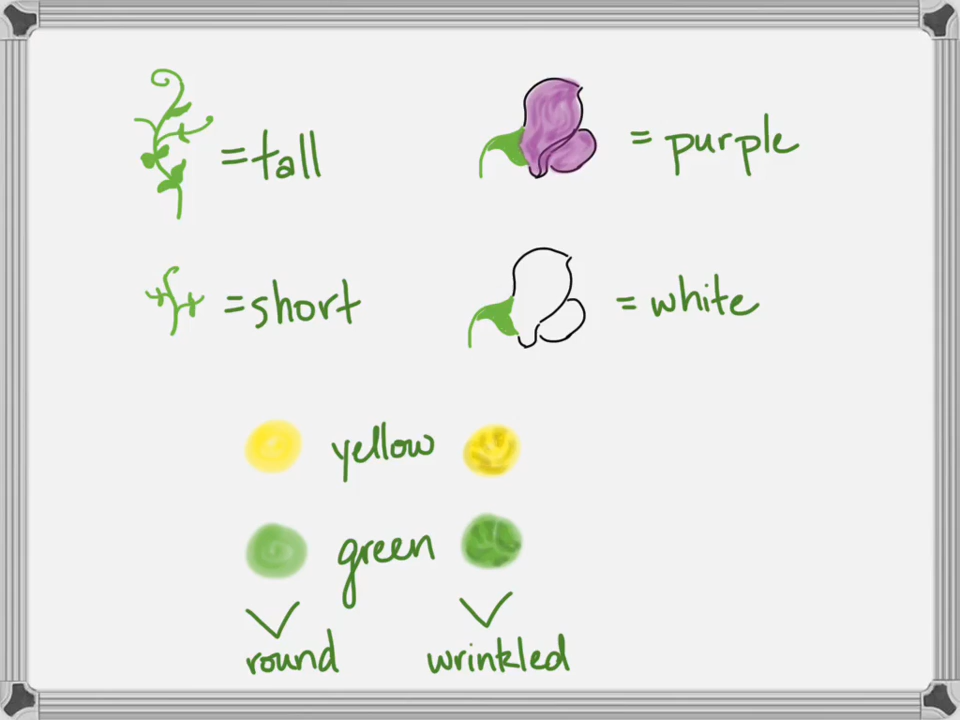 = tall
= purple
= short
= white
yellow
green
round
wrinkled